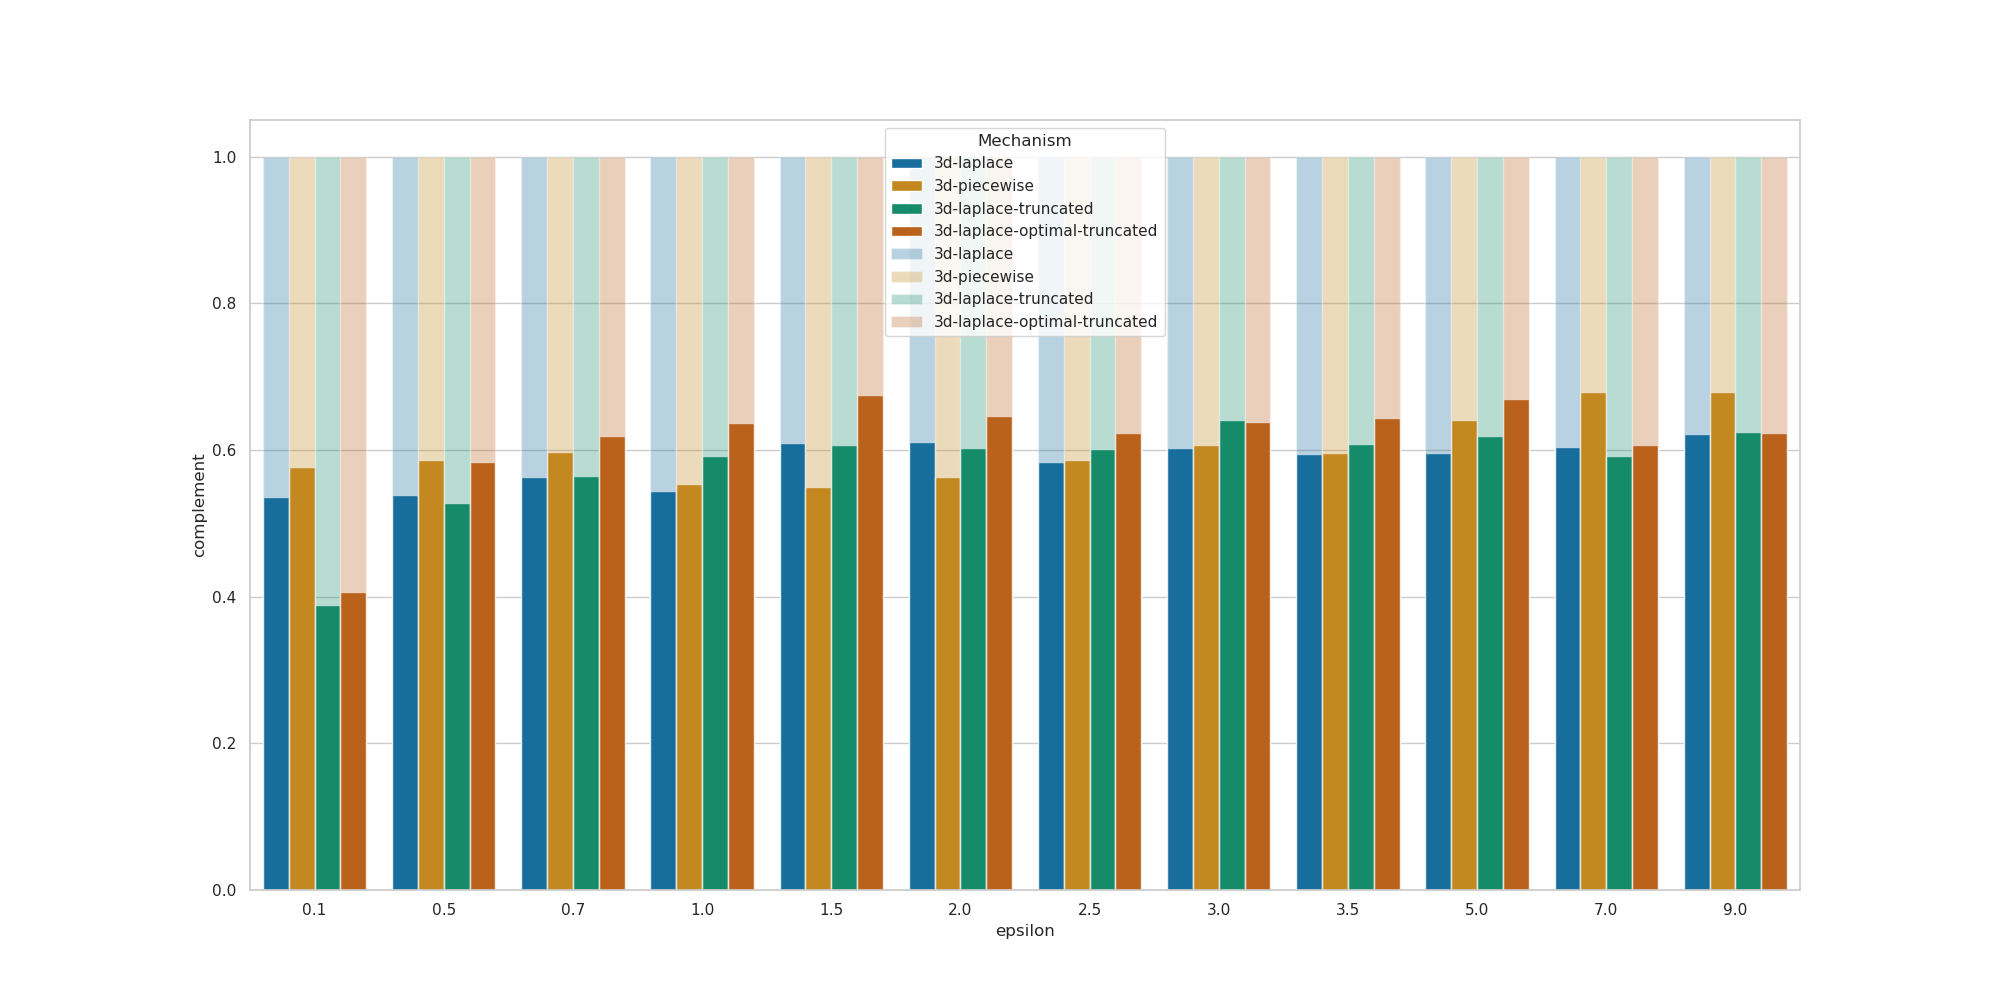 Mechanism
3d-laplace
3d-piecewise
3d-laplace-truncated
3d-laplace-optimal-truncated
3d-laplace
3d-piecewise
3d-laplace-truncated
3d-laplace-optimal-truncated
1.0
0.8
0.6
0.4
0.2
0.0
complement
0.1 0.5 0.7 1.0 1.5 2.0 2.5 3.0 3.5 5.0 7.0 9.0
epsilon